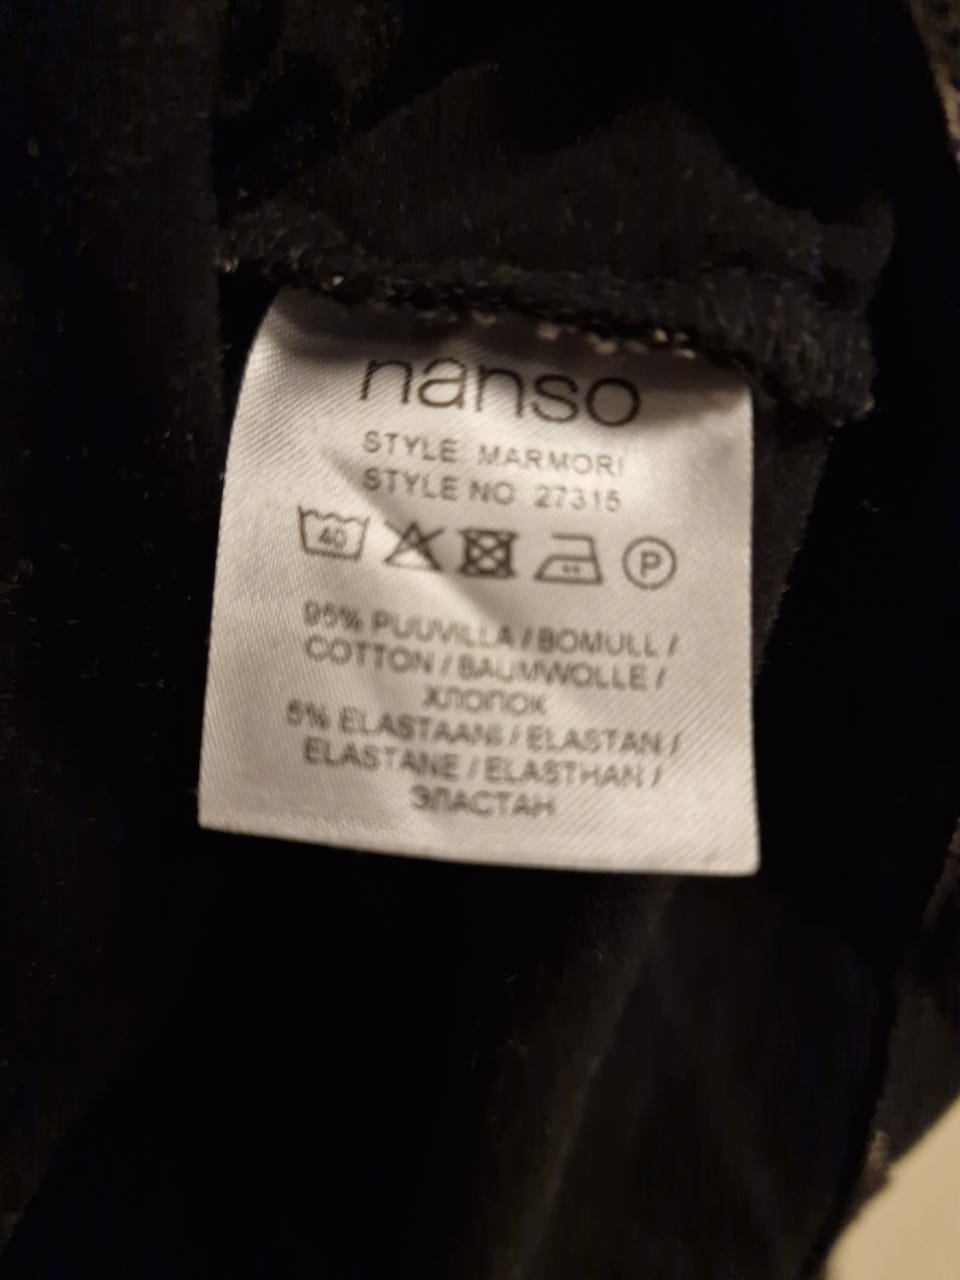 nanso
STYLE: MARMORI
STYLE NO. 27315
40 P
95% PUUVILLA / BOMULL /
COTTON / BAUMWOLLE /
ХЛОПОК
5% ELASTAANI / ELASTAN /
ELASTANE / ELASTHAN /
ЭЛАСТАН